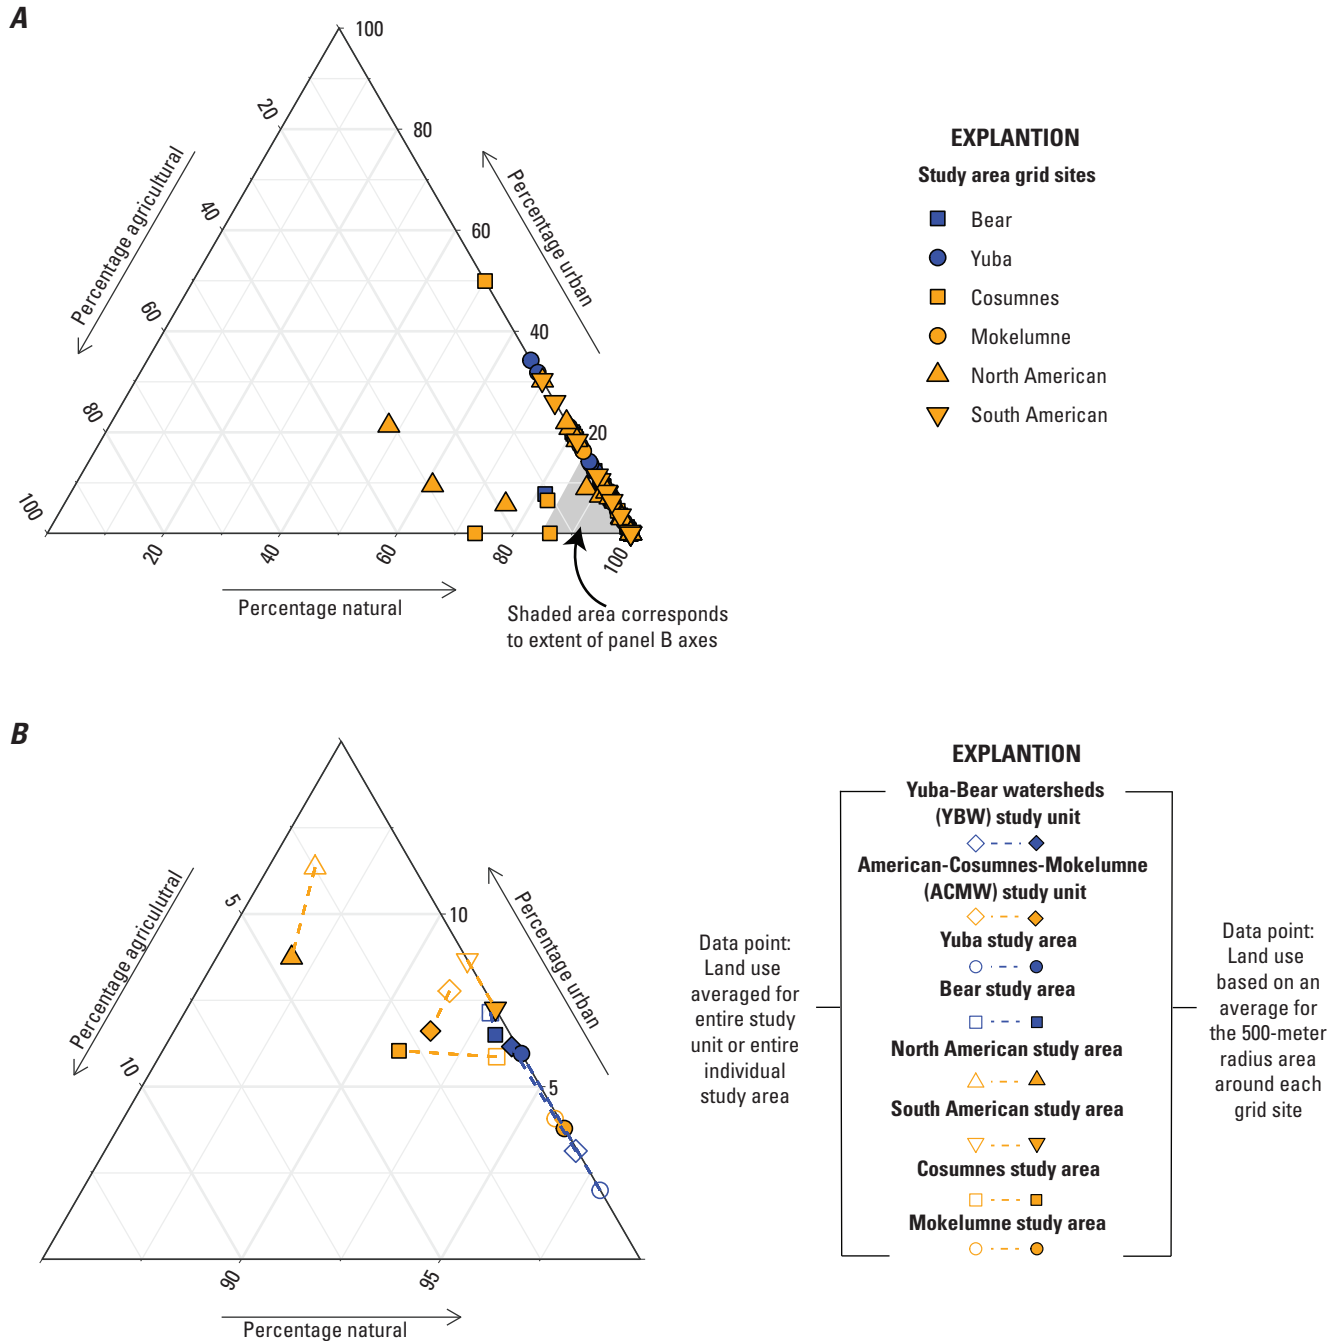 A
100
80
60
40
20
20
40
60
80
100
20
40
60
80
100
Percentage agricultural
Percentage urban
Percentage natural
Shaded area corresponds
to extent of panel B axes
EXPLANTION
Study area grid sites
Bear
Yuba
Cosumnes
Mokelumne
North American
South American
B
5
10
10
5
90
95
Percentage agriculutral
Percentage urban
Percentage natural
EXPLANTION
Yuba-Bear watersheds
(YBW) study unit
American-Cosumnes-Mokelumne
(ACMW) study unit
Yuba study area
Bear study area
North American study area
South American study area
Cosumnes study area
Mokelumne study area
Data point:
Land use
averaged for
entire study
unit or entire
individual
study area
Data point:
Land use
based on an
average for
the 500-meter
radius area
around each
grid site